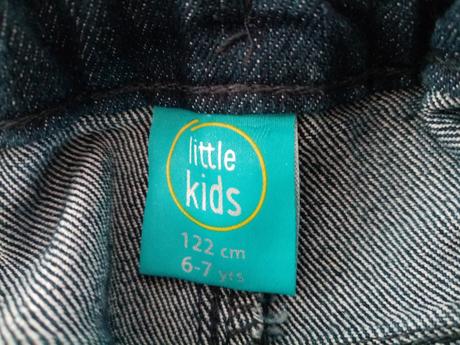 little
kids
122 cm
6-7 yrs